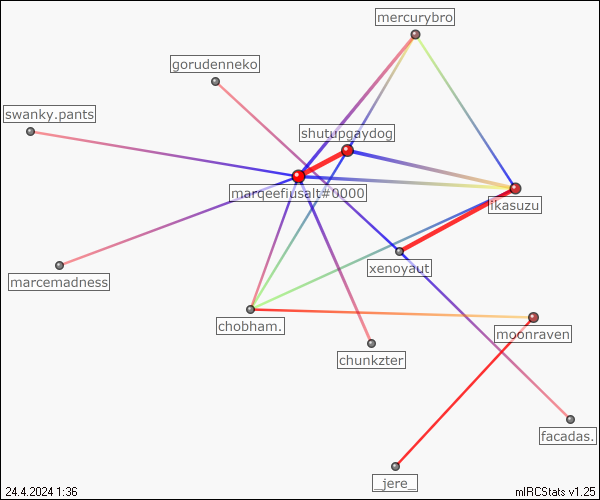 mercurybro
gorudenneko
swanky.pants
shutupgaydog
marqeefiusalt#0000
ikasuzu
xenoyaut
marcemadness
chobham.
moonraven
chunkzter
facadas.
_jere_
24.4.2024 1:36
mIRCStats v1.25